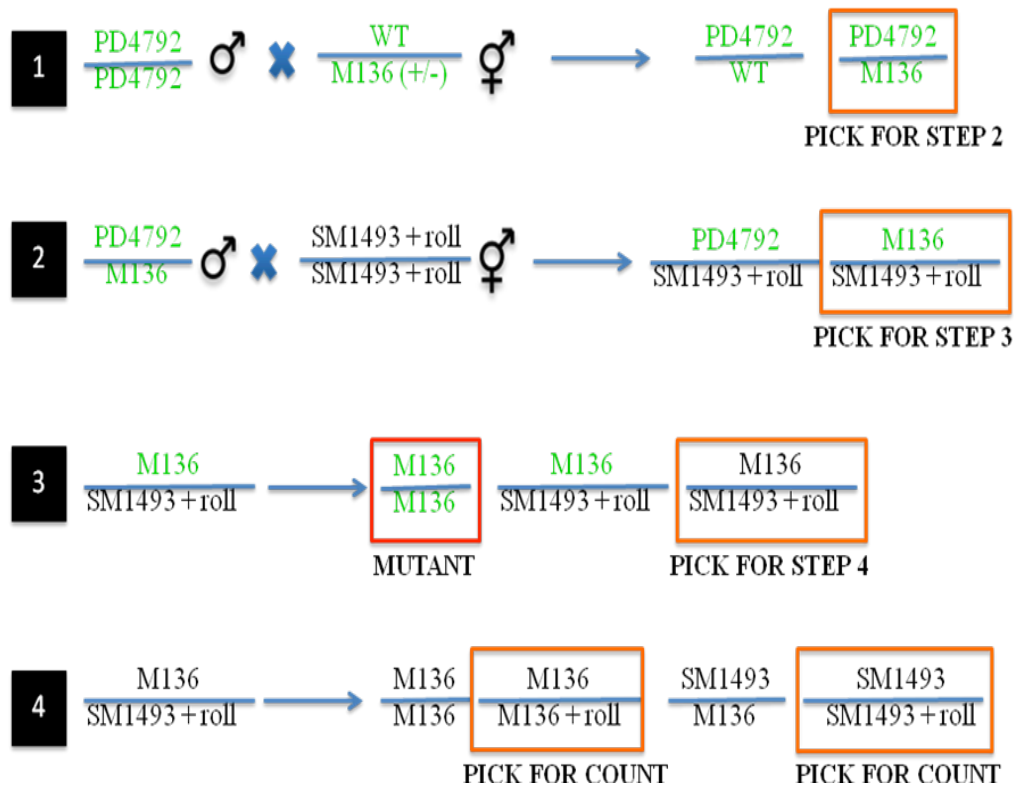 1
PD4792
PD4792
WT
M136 (+/-)
PD4792
WT
PD4792
M136
PICK FOR STEP 2
2
PD4792
M136
SM1493+roll
SM1493+roll
PD4792
SM1493+roll
M136
SM1493+roll
PICK FOR STEP 3
3
M136
SM1493+roll
M136
M136
MUTANT
M136
SM1493+roll
M136
SM1493+roll
PICK FOR STEP 4
4
M136
SM1493+roll
M136
M136
M136
M136+roll
PICK FOR COUNT
SM1493
M136
SM1493
SM1493+roll
PICK FOR COUNT